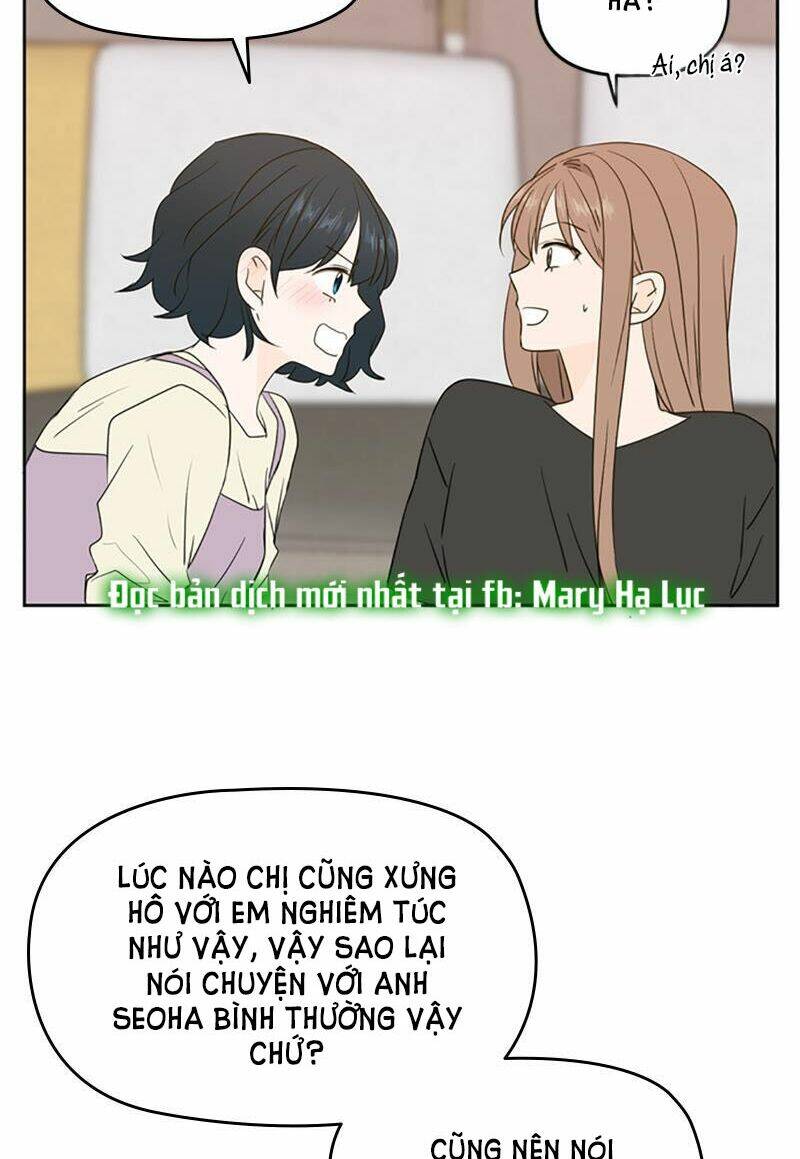 HẢ?
Ai, chị á?
Đọc bản dịch mới nhất tại fb: Mary Hạ Lục
LÚC NÀO CHỊ CŨNG XƯNG
HÔ VỚI EM NGHIÊM TÚC
NHƯ VẬY, VẬY SAO LẠI
NÓI CHUYỆN VỚI ANH
SEOHA BÌNH THƯỜNG VẬY
CHỨ?
CŨNG NÊN NÓI